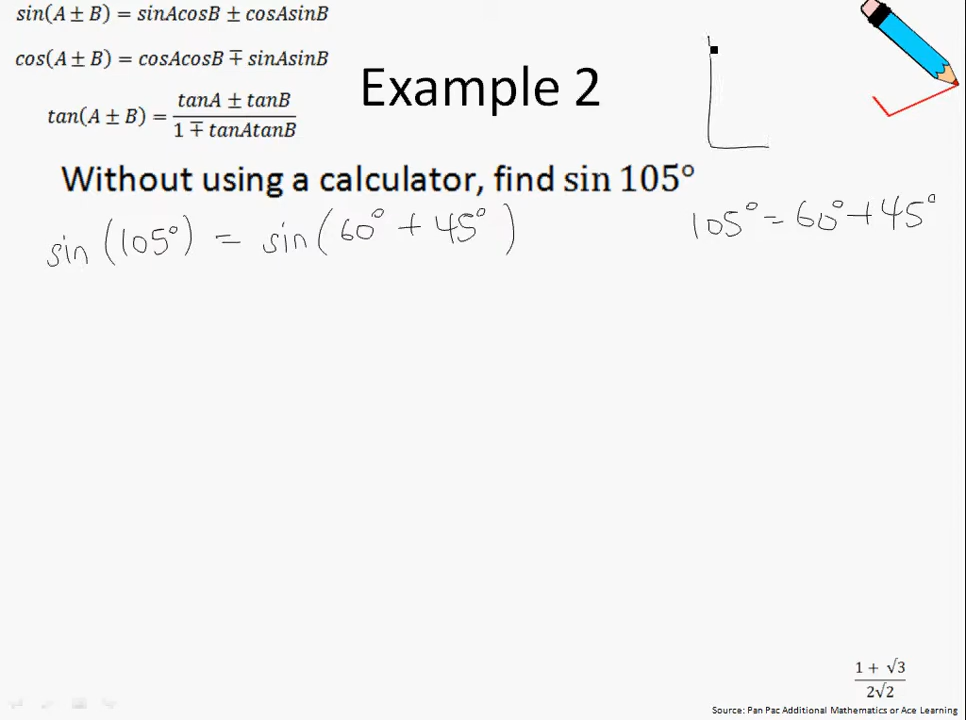 sin(A ± B) = sinAcosB ± cosAsinB
cos(A ± B) = cosAcosB ∓ sinAsinB
tan(A ± B) = (tanA ± tanB)/(1 ∓ tanAtanB)
Example 2
Without using a calculator, find sin 105°
sin (105°) = sin(60° + 45°)
105° = 60° + 45°
(1 + √3)/(2√2)
Source: Pan Pac Additional Mathematics or Ace Learning